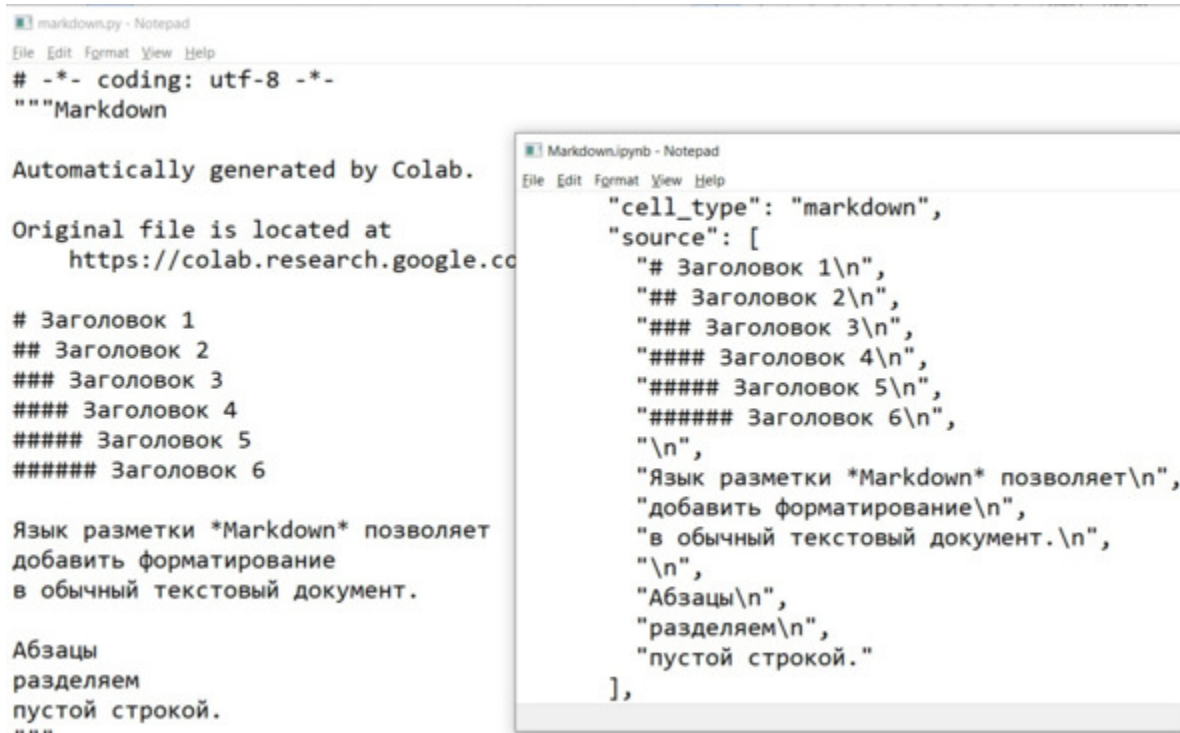 markdown.py - Notepad
File Edit Format View Help
# -*- coding: utf-8 -*-
"""Markdown
Automatically generated by Colab.
Original file is located at
https://colab.research.google.co
# Заголовок 1
## Заголовок 2
### Заголовок 3
#### Заголовок 4
##### Заголовок 5
###### Заголовок 6
Язык разметки *Markdown* позволяет
добавить форматирование
в обычный текстовый документ.
Абзацы
разделяем
пустой строкой.
"""
Markdown.ipynb - Notepad
File Edit Format View Help
"cell_type": "markdown",
"source": [
"# Заголовок 1\n",
"## Заголовок 2\n",
"### Заголовок 3\n",
"#### Заголовок 4\n",
"##### Заголовок 5\n",
"###### Заголовок 6\n",
"\n",
"Язык разметки *Markdown* позволяет\n",
"добавить форматирование\n",
"в обычный текстовый документ.\n",
"\n",
"Абзацы\n",
"разделяем\n",
"пустой строкой."
],